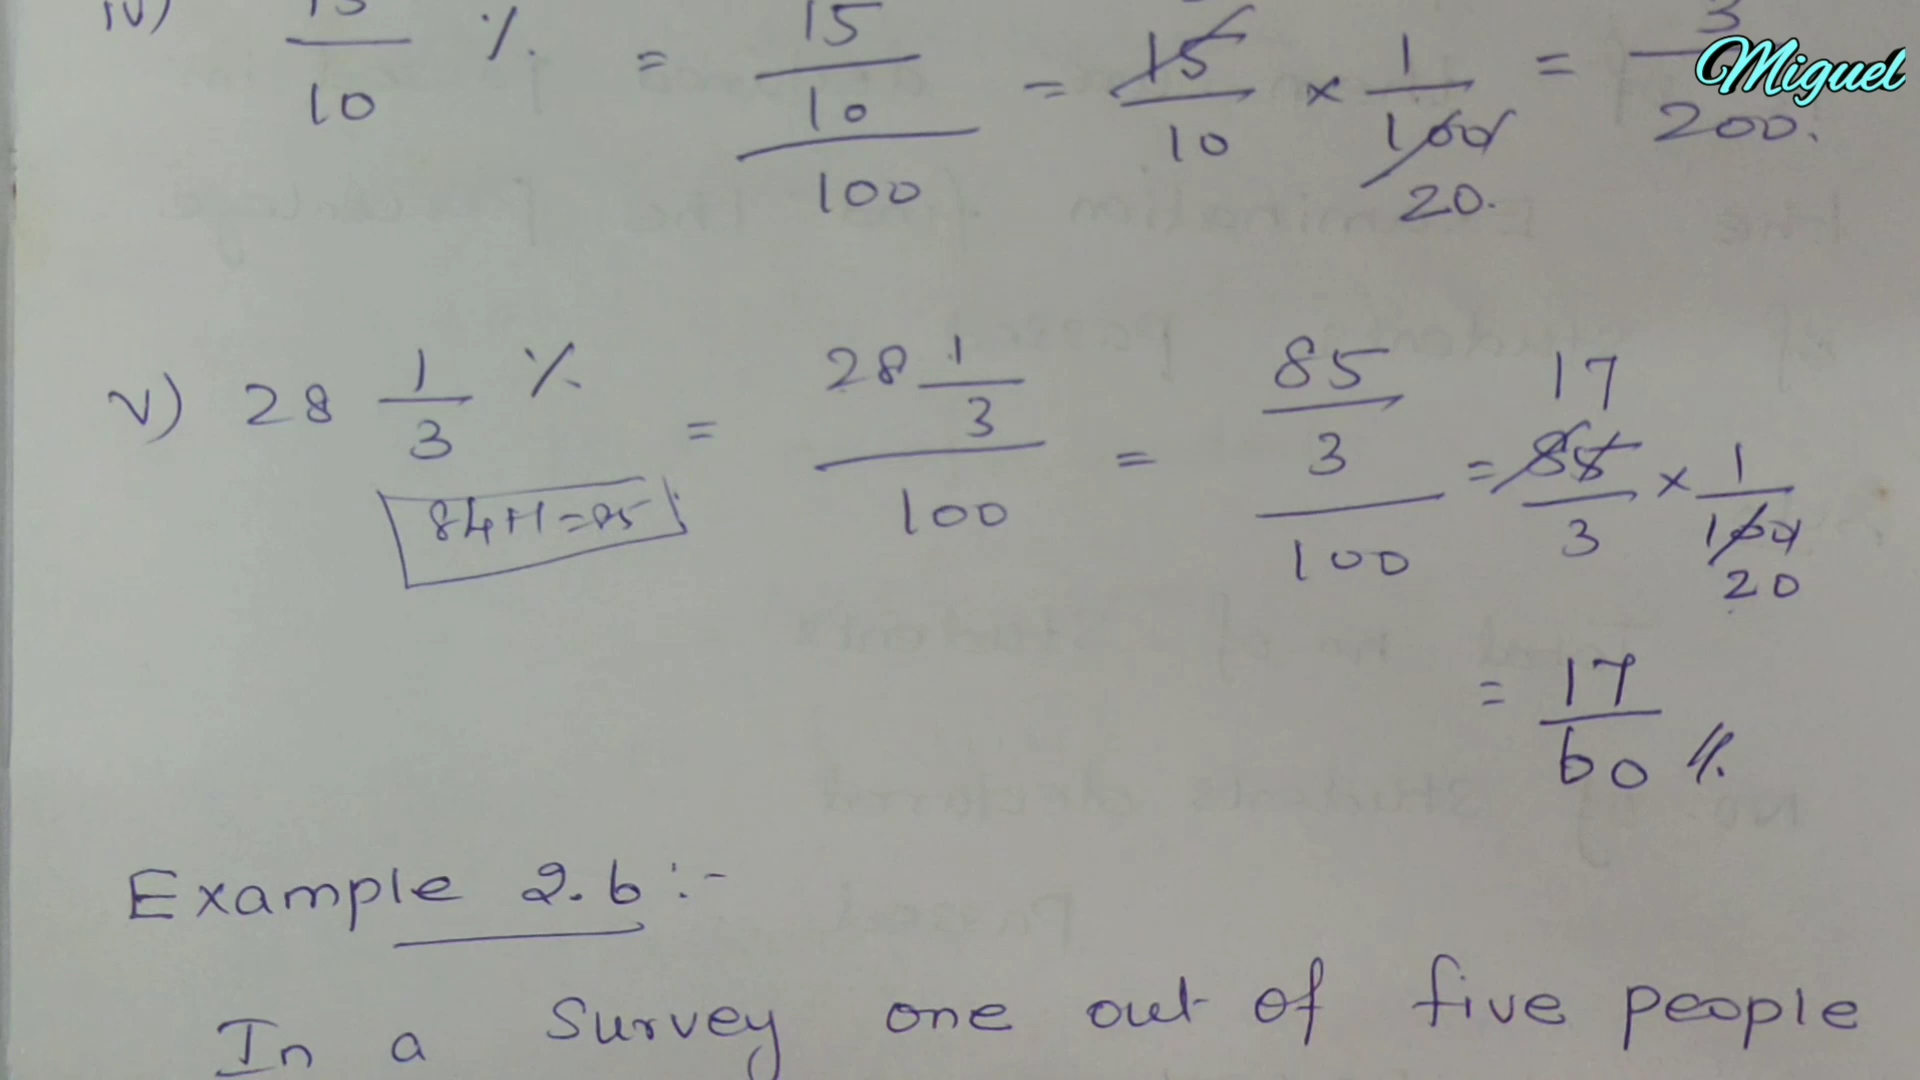 iv) 15/10 % = 15/10/100 = 15/10 × 1/100 20. = 3/200.
Miguel
v) 28 1/3 % = 28 1/3/100 = 85/3/100 = 17 85/3 × 1/100 20
84+1=85
= 17/60 //.
Example 2.6 :-
In a survey one out of five people